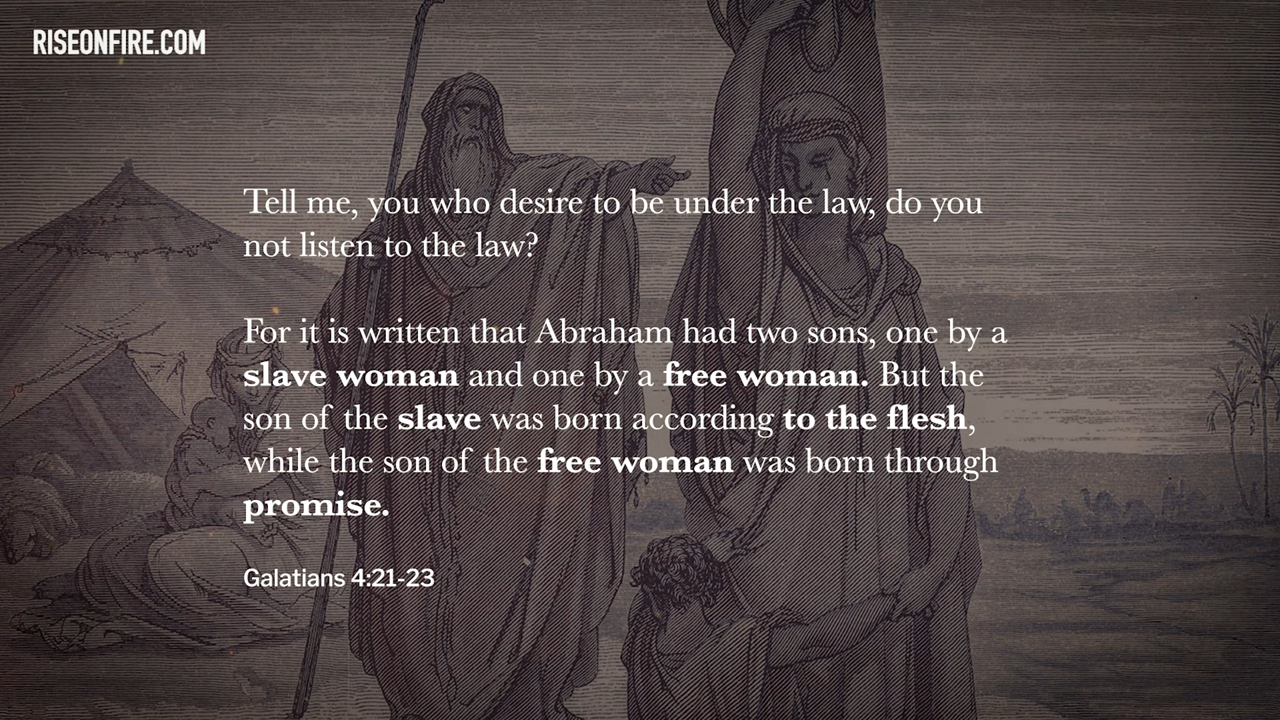 RISEONFIRE.COM
Tell me, you who desire to be under the law, do you
not listen to the law?
For it is written that Abraham had two sons, one by a
slave woman and one by a free woman. But the
son of the slave was born according to the flesh,
while the son of the free woman was born through
promise.
Galatians 4:21-23